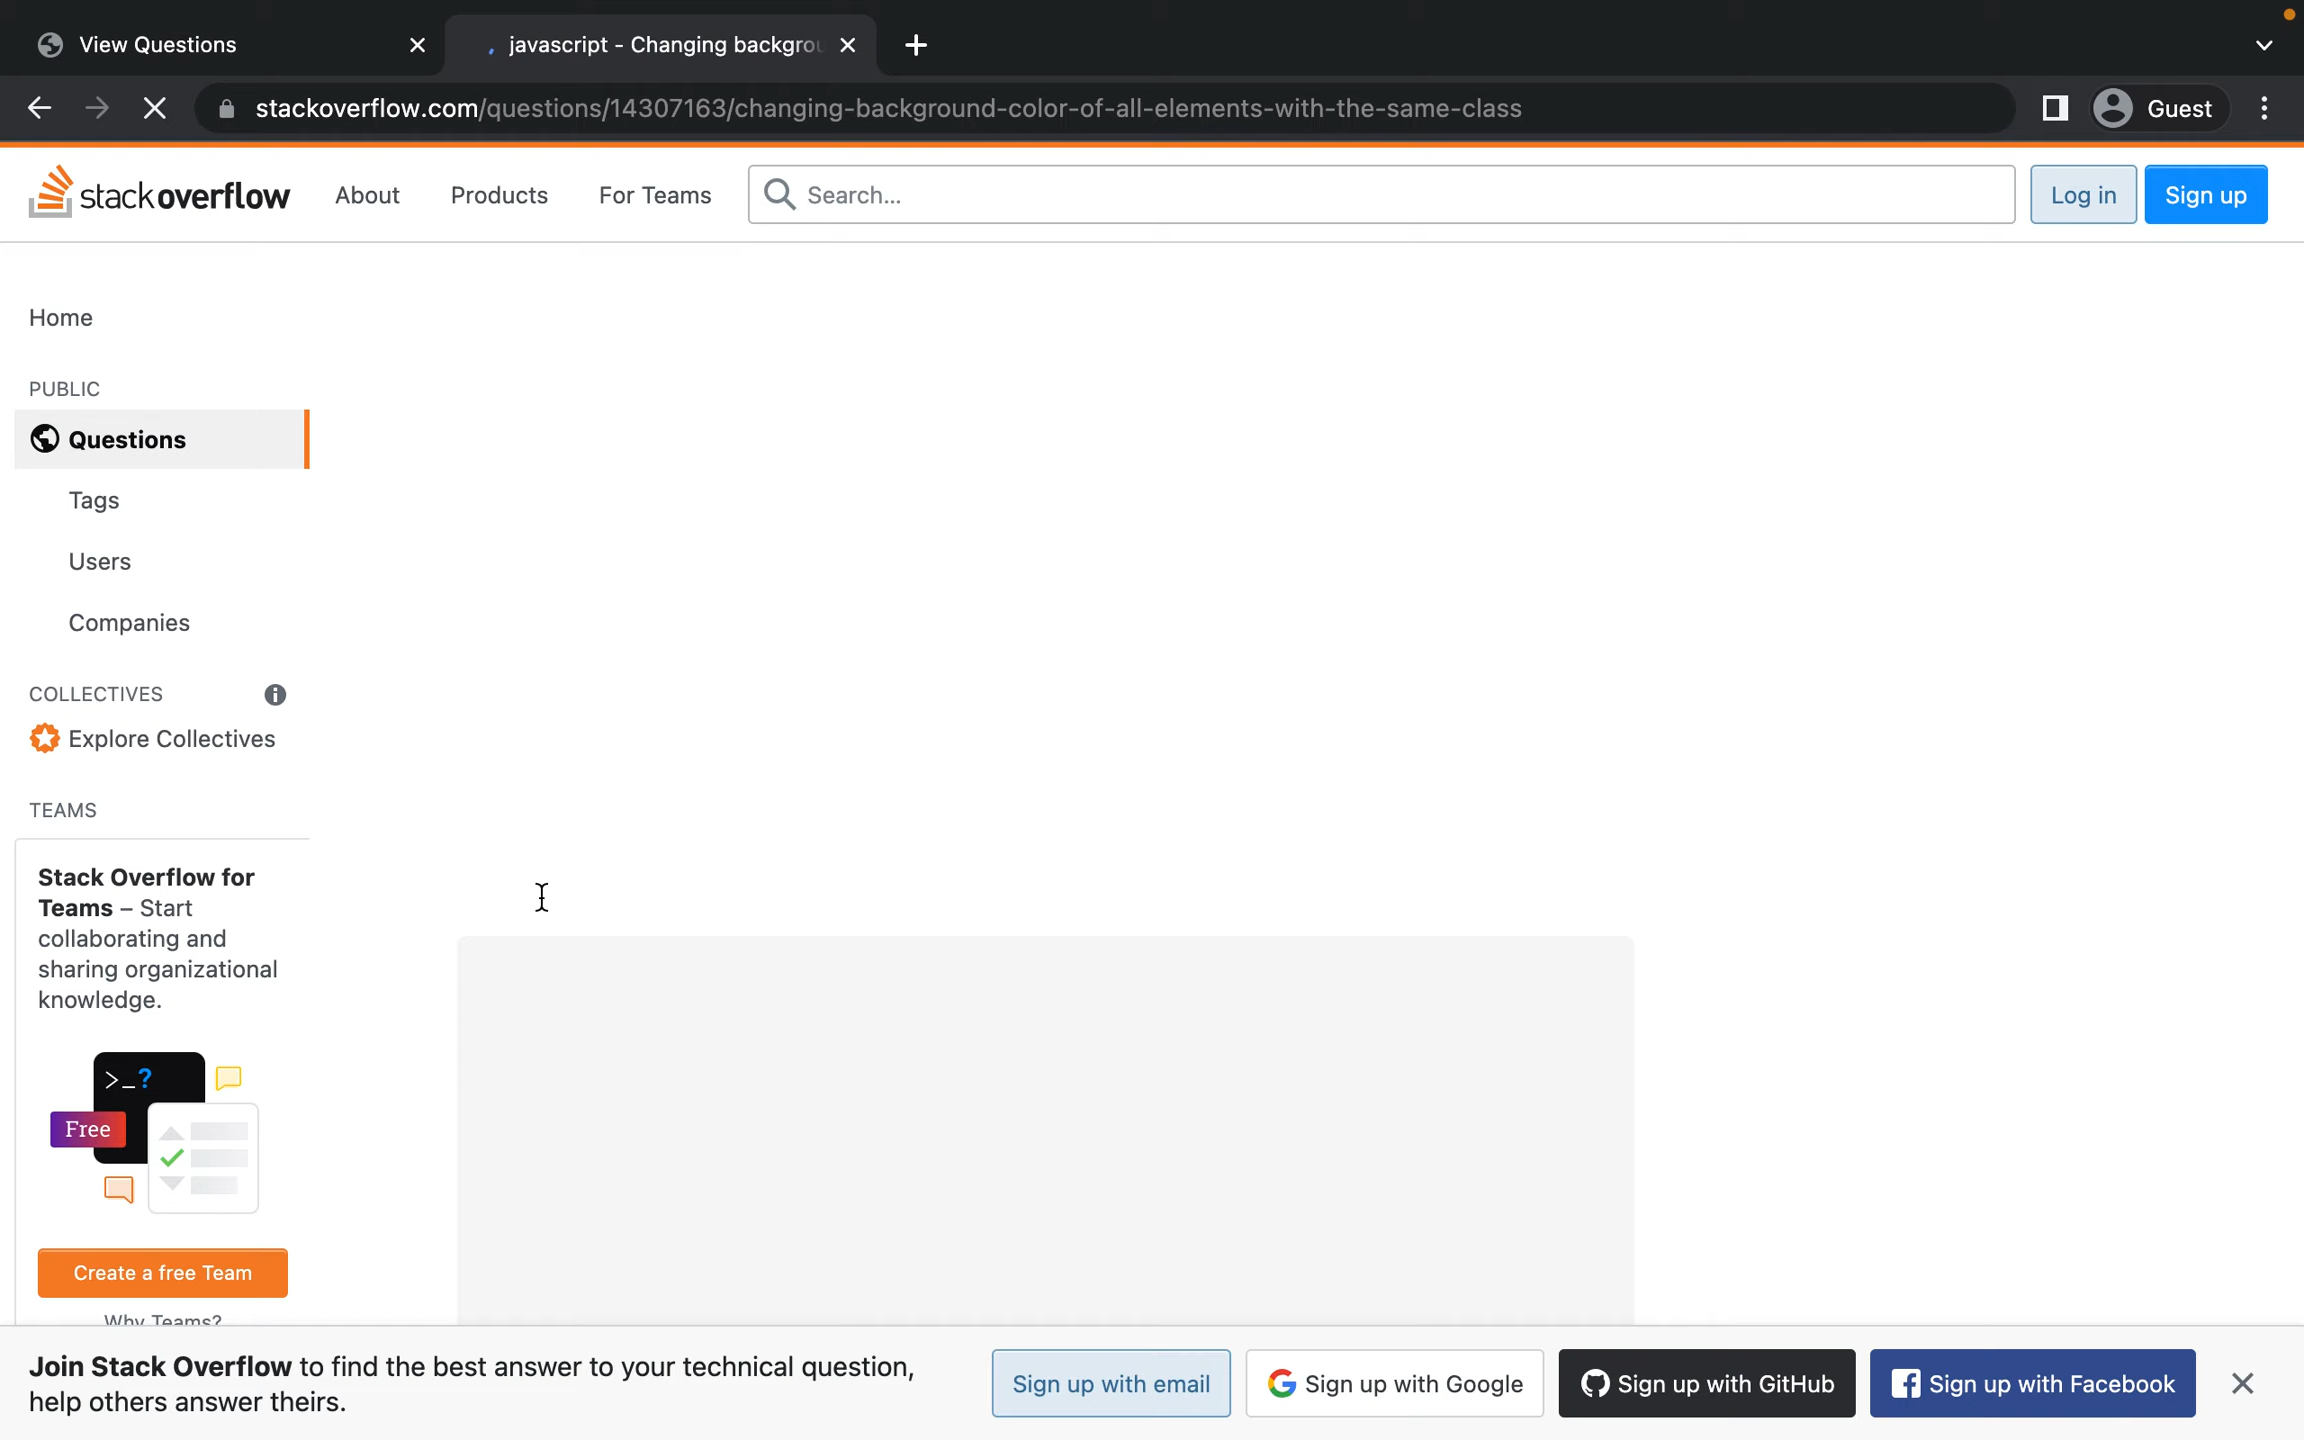 View Questions
javascript - Changing backgrou
stackoverflow.com/questions/14307163/changing-background-color-of-all-elements-with-the-same-class
Guest
stackoverflow
About
Products
For Teams
Search...
Log in
Sign up
Home
PUBLIC
Questions
Tags
Users
Companies
COLLECTIVES
Explore Collectives
TEAMS
Stack Overflow for
Teams – Start
collaborating and
sharing organizational
knowledge.
>_?
Free
Create a free Team
Why Teams?
Join Stack Overflow to find the best answer to your technical question,
help others answer theirs.
Sign up with email
Sign up with Google
Sign up with GitHub
Sign up with Facebook